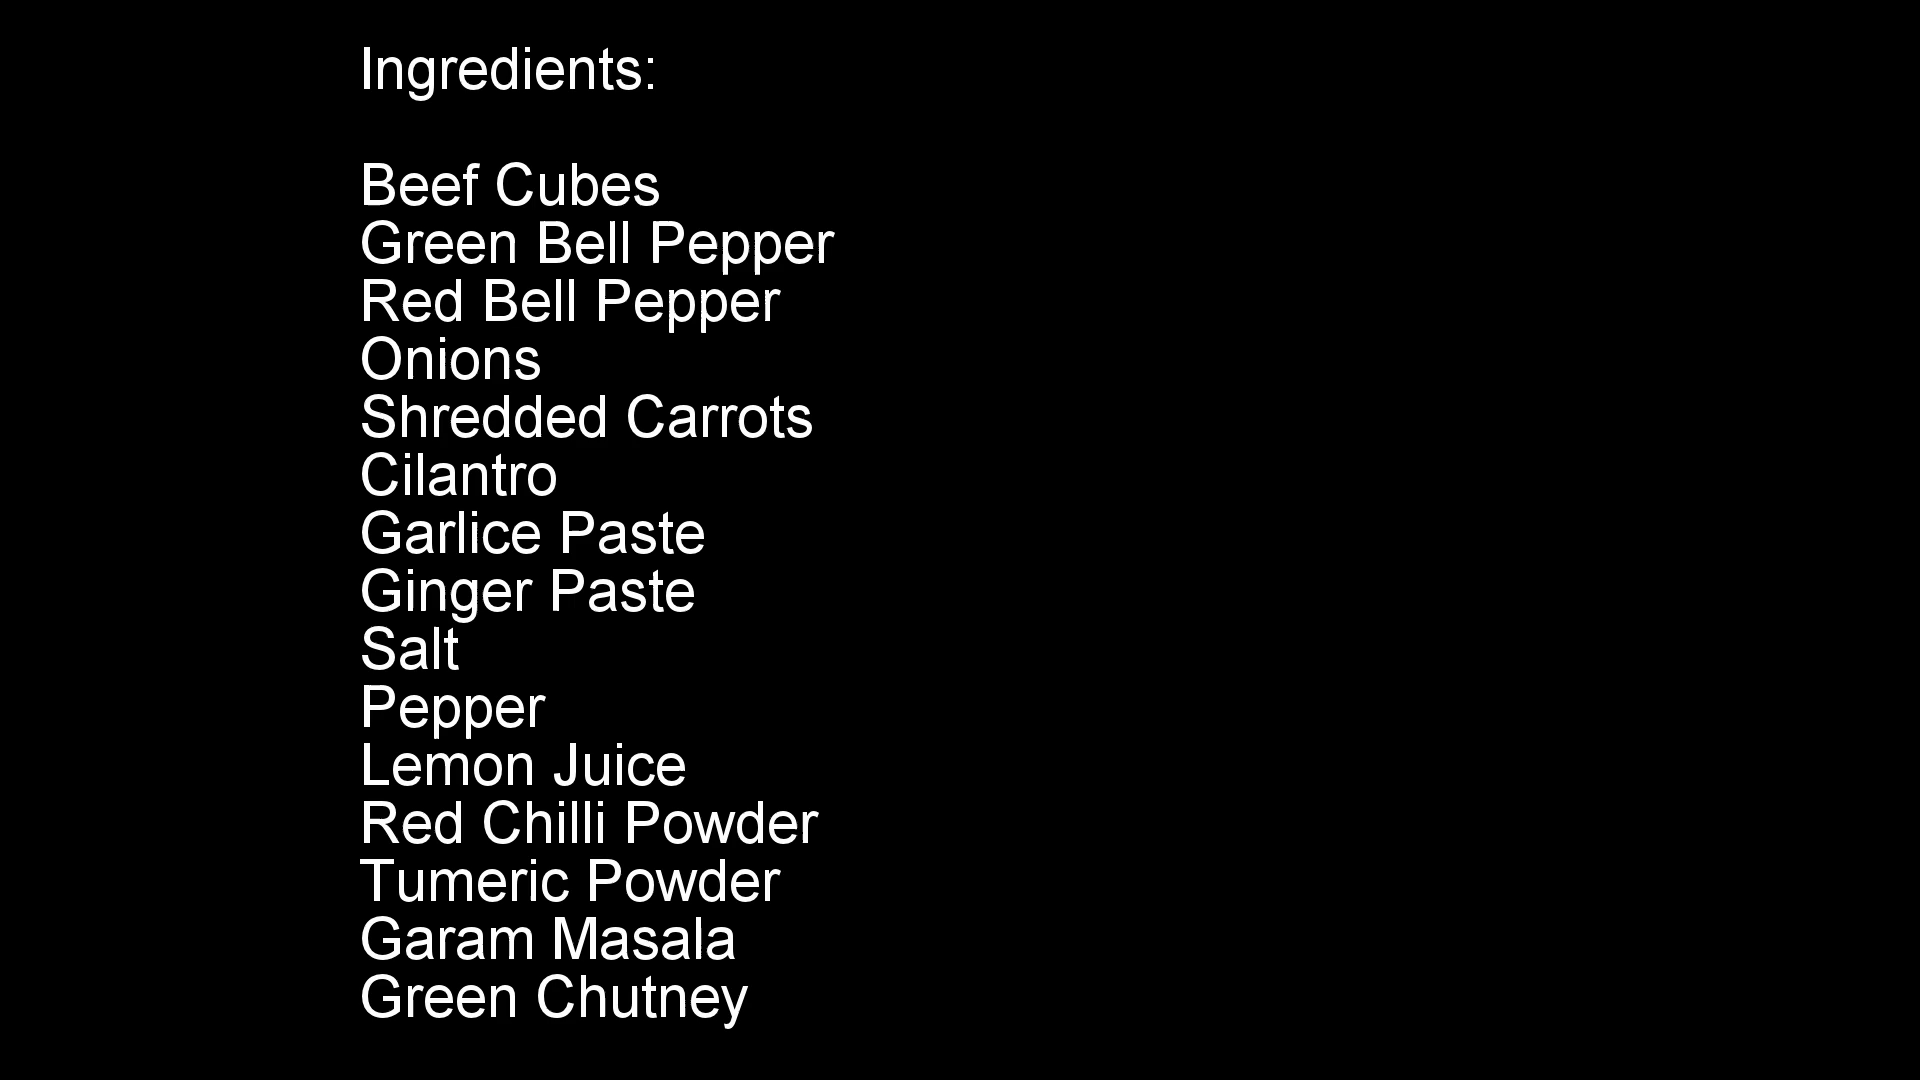 Ingredients:
Beef Cubes
Green Bell Pepper
Red Bell Pepper
Onions
Shredded Carrots
Cilantro
Garlice Paste
Ginger Paste
Salt
Pepper
Lemon Juice
Red Chilli Powder
Tumeric Powder
Garam Masala
Green Chutney